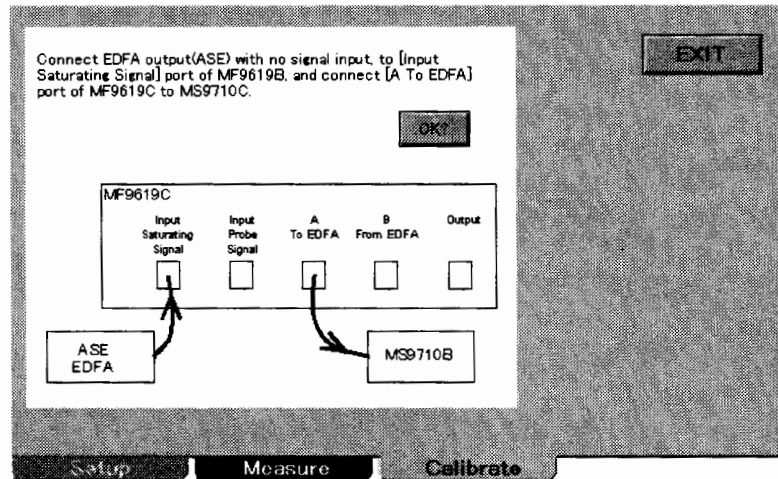 Connect EDFA output(ASE) with no signal input, to [Input
Saturating Signal] port of MF9619B, and connect [A To EDFA]
port of MF9619C to MS9710C.
EXIT
OK?
MF9619C
Input
Saturating
Signal
Input
Probe
Signal
A
To EDFA
B
From EDFA
Output
ASE
EDFA
MS9710B
Setup
Measure
Calibrate